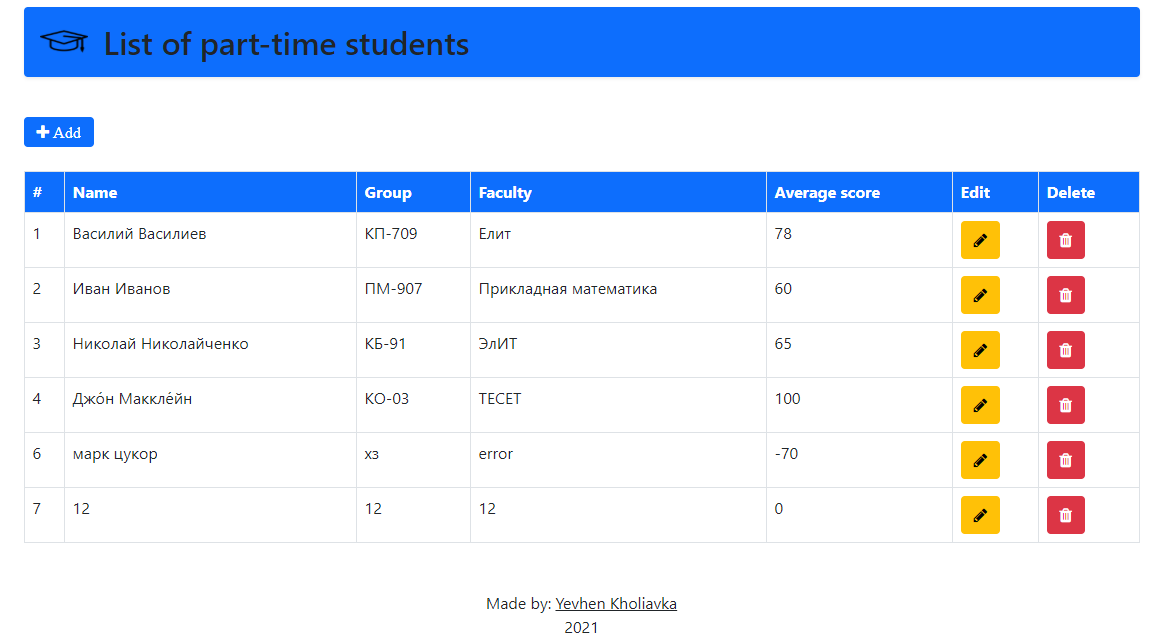 List of part-time students
Add
# Name Group Faculty Average score Edit Delete
1 Василий Василиев КП-709 Елит 78
2 Иван Иванов ПМ-907 Прикладная математика 60
3 Николай Николайченко КБ-91 ЭлИТ 65
4 Джо́н Маккле́йн КО-03 ТЕСЕТ 100
6 марк цукор хз error -70
7 12 12 12 0
Made by: Yevhen Kholiavka
2021